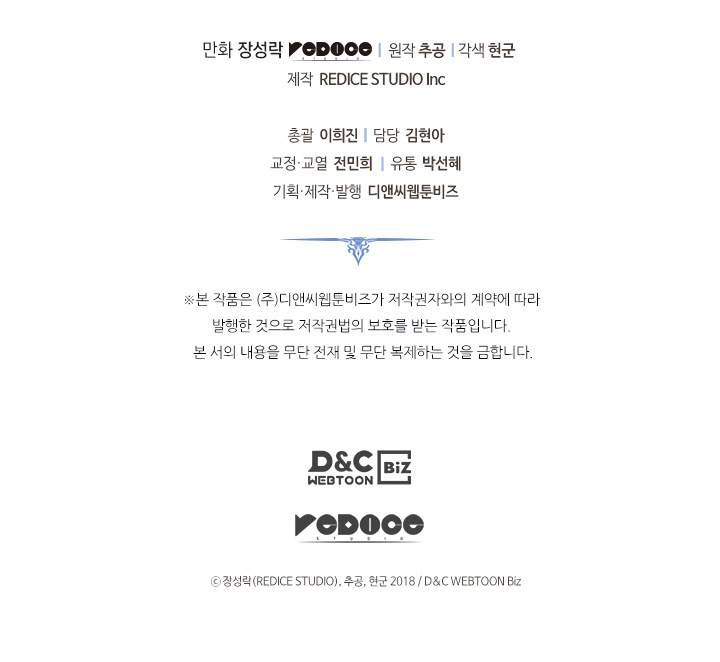 만화 장성락 REDICE STUDIO | 원작 추공 | 각색 현군
제작 REDICE STUDIO Inc
총괄 이희진 | 담당 김현아
교정·교열 전민희 | 유통 박선혜
기획·제작·발행 디앤씨웹툰비즈
※본 작품은 (주)디앤씨웹툰비즈가 저작권자와의 계약에 따라
발행한 것으로 저작권법의 보호를 받는 작품입니다.
본 서의 내용을 무단 전재 및 무단 복제하는 것을 금합니다.
D&C BiZ
WEBTOON
REDICE
STUDIO
ⓒ 장성락(REDICE STUDIO), 추공, 현군 2018 / D&C WEBTOON Biz